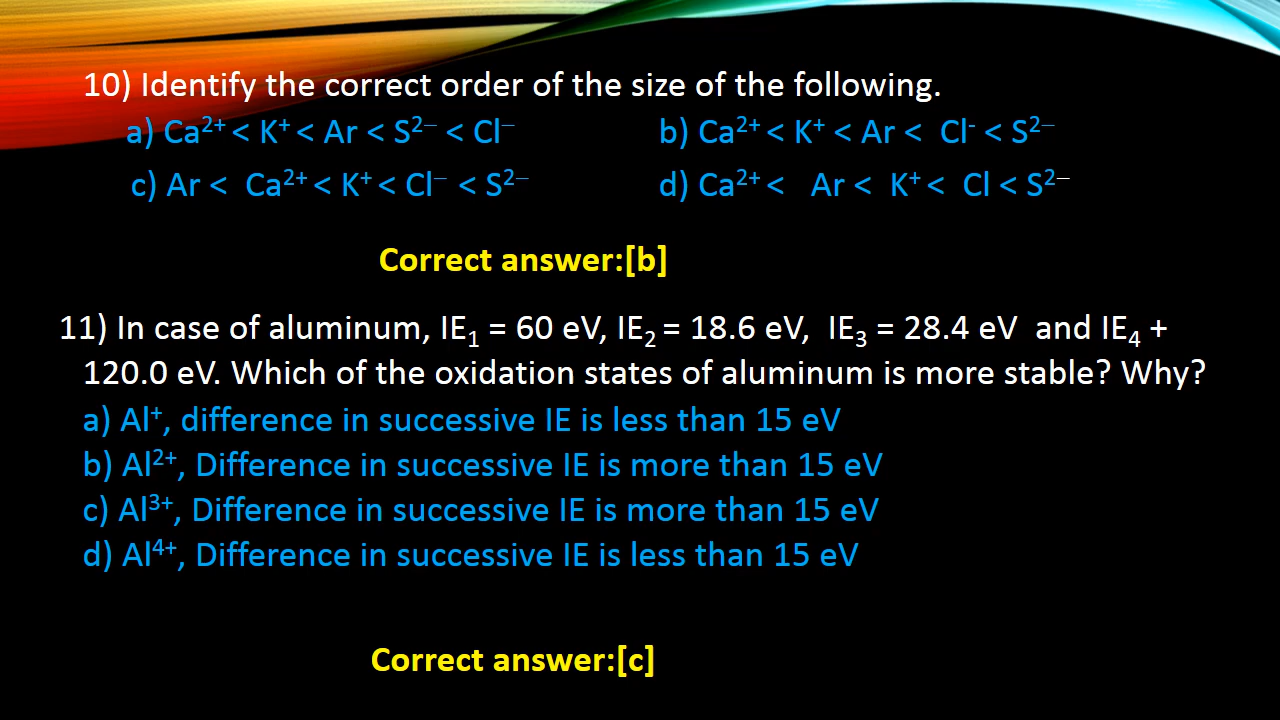 10) Identify the correct order of the size of the following.
a) Ca²⁺ < K⁺ < Ar < S²⁻ < Cl⁻ b) Ca²⁺ < K⁺ < Ar < Cl⁻ < S²⁻
c) Ar < Ca²⁺ < K⁺ < Cl⁻ < S²⁻ d) Ca²⁺ < Ar < K⁺ < Cl < S²⁻
Correct answer:[b]
11) In case of aluminum, IE₁ = 60 eV, IE₂ = 18.6 eV, IE₃ = 28.4 eV and IE₄ +
120.0 eV. Which of the oxidation states of aluminum is more stable? Why?
a) Al⁺, difference in successive IE is less than 15 eV
b) Al²⁺, Difference in successive IE is more than 15 eV
c) Al³⁺, Difference in successive IE is more than 15 eV
d) Al⁴⁺, Difference in successive IE is less than 15 eV
Correct answer:[c]